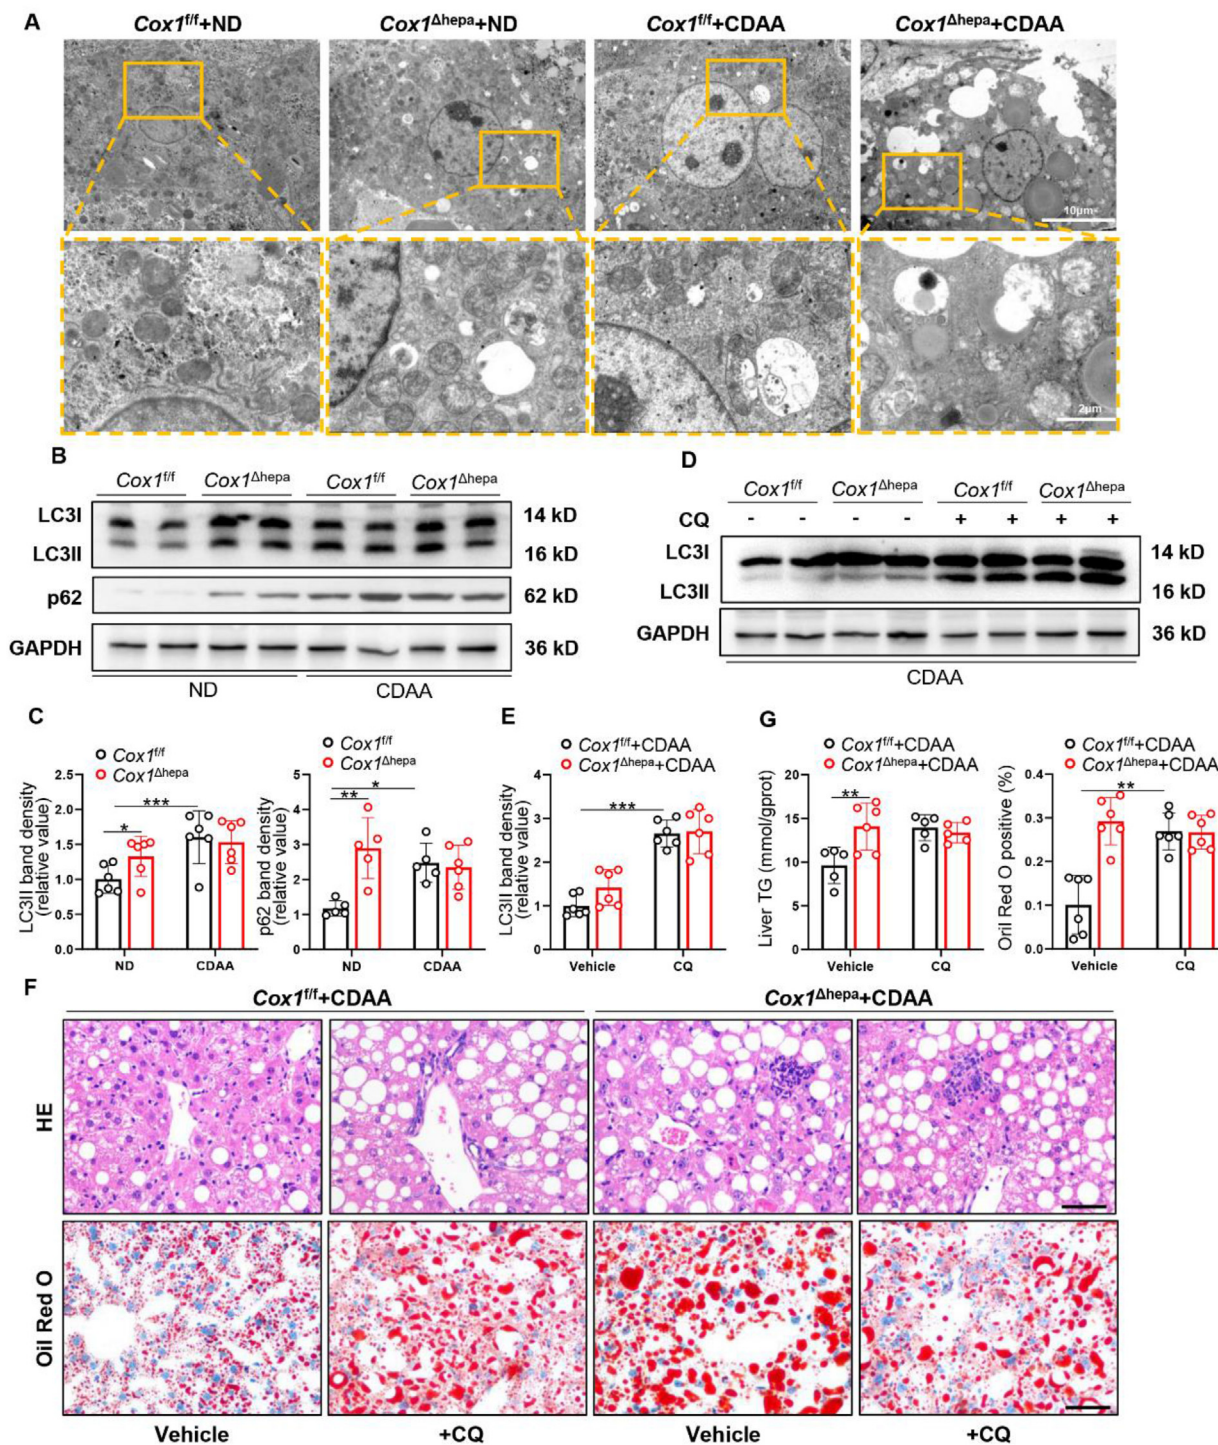 A
Cox1f/f+ND
Cox1Δhepa+ND
Cox1f/f+CDAA
Cox1Δhepa+CDAA
10μm
2μm
B
Cox1f/f Cox1Δhepa Cox1f/f Cox1Δhepa
LC3I 14 kD
LC3II 16 kD
p62 62 kD
GAPDH 36 kD
ND CDAA
D
Cox1f/f Cox1Δhepa Cox1f/f Cox1Δhepa
CQ - - - - + + + +
LC3I 14 kD
LC3II 16 kD
GAPDH 36 kD
CDAA
C
Cox1f/f
Cox1Δhepa
LC3II band density
(relative value)
2.5
2.0
1.5
1.0
0.5
0.0
***
*
ND CDAA
Cox1f/f
Cox1Δhepa
p62 band density
(relative value)
5
4
3
2
1
0
*
**
ND CDAA
E
Cox1f/f+CDAA
Cox1Δhepa+CDAA
LC3II band density
(relative value)
4
3
2
1
0
***
Vehicle CQ
G
Cox1f/f+CDAA
Cox1Δhepa+CDAA
Liver TG (mmol/gprot)
20
15
10
5
0
**
Vehicle CQ
Cox1f/f+CDAA
Cox1Δhepa+CDAA
Oril Red O positive (%)
0.4
0.3
0.2
0.1
0.0
**
Vehicle CQ
F
Cox1f/f+CDAA Cox1Δhepa+CDAA
HE
Oil Red O
Vehicle +CQ Vehicle +CQ